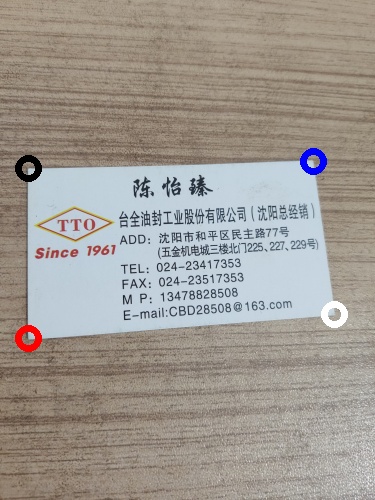 陈怡臻
TTO
Since 1961
台全油封工业股份有限公司（沈阳总经销）
ADD：沈阳市和平区民主路77号
(五金机电城三楼北门225、227、229号)
TEL：024-23417353
FAX：024-23517353
M P：13478828508
E-mail:CBD28508@163.com